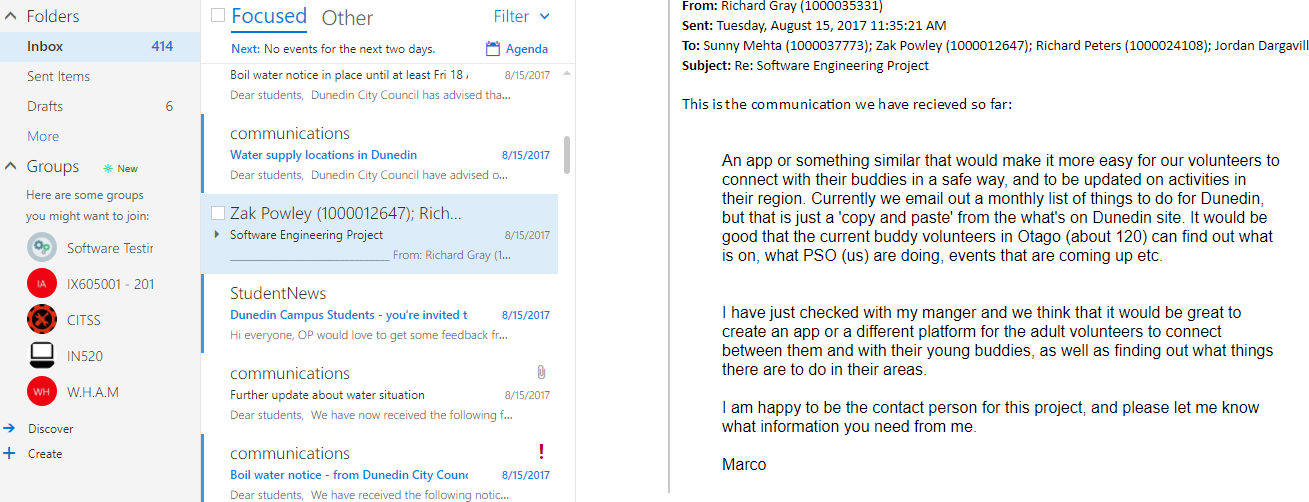 Folders
Inbox 414
Sent Items
Drafts 6
More
Groups New
Here are some groups
you might want to join:
Software Testir
IA IX605001 - 201
CITSS
IN520
WH W.H.A.M
Discover
Create
Focused Other Filter
Next: No events for the next two days. Agenda
Boil water notice in place until at least Fri 18 8/15/2017
Dear students, Dunedin City Council has advised tha...
communications
Water supply locations in Dunedin 8/15/2017
Dear students, Dunedin City Council have advised o...
Zak Powley (1000012647); Rich...
Software Engineering Project 8/15/2017
________________________________ From: Richard Gray (1...
StudentNews
Dunedin Campus Students - you're invited t 8/15/2017
Hi everyone, OP would love to get some feedback fr...
communications
Further update about water situation 8/15/2017
Dear students, We have now received the following f...
communications !
Boil water notice - from Dunedin City Counc 8/15/2017
Dear students, We have received the following notic...
From: Richard Gray (1000035331)
Sent: Tuesday, August 15, 2017 11:35:21 AM
To: Sunny Mehta (1000037773); Zak Powley (1000012647); Richard Peters (1000024108); Jordan Dargavill
Subject: Re: Software Engineering Project
This is the communication we have recieved so far:
An app or something similar that would make it more easy for our volunteers to
connect with their buddies in a safe way, and to be updated on activities in
their region. Currently we email out a monthly list of things to do for Dunedin,
but that is just a 'copy and paste' from the what's on Dunedin site. It would be
good that the current buddy volunteers in Otago (about 120) can find out what
is on, what PSO (us) are doing, events that are coming up etc.
I have just checked with my manger and we think that it would be great to
create an app or a different platform for the adult volunteers to connect
between them and with their young buddies, as well as finding out what things
there are to do in their areas.
I am happy to be the contact person for this project, and please let me know
what information you need from me.
Marco